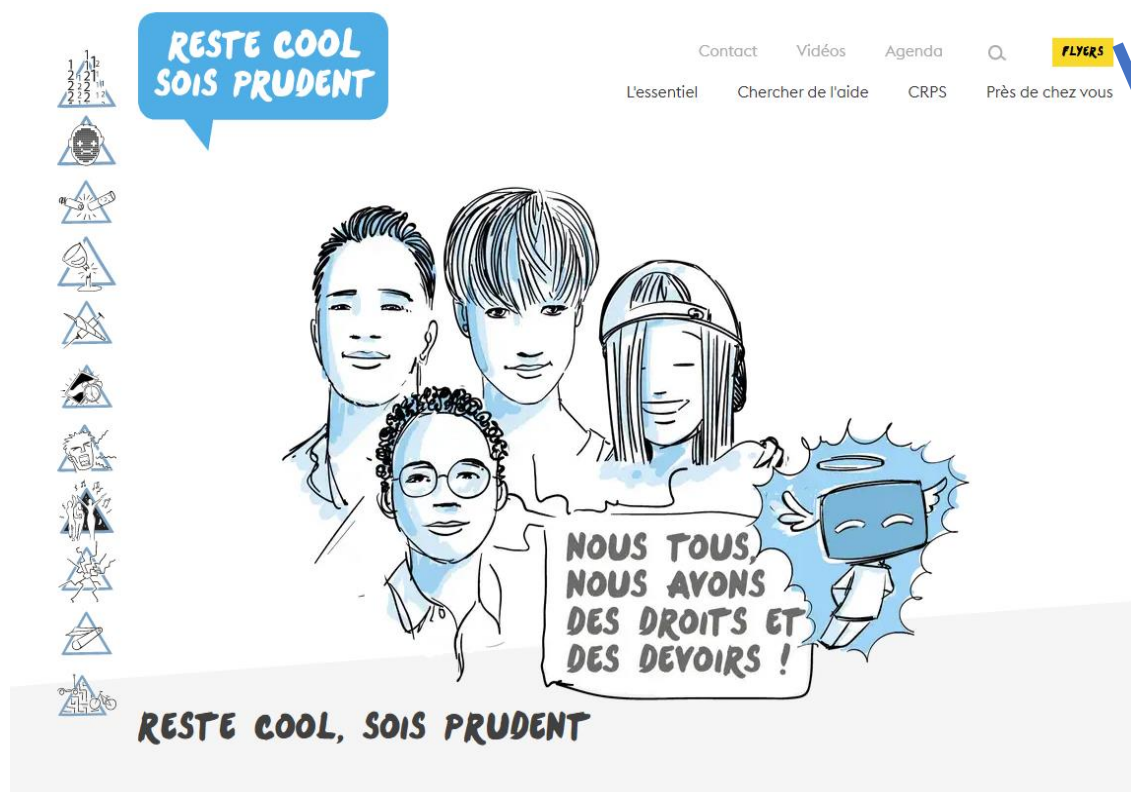 RESTE COOL
SOIS PRUDENT
Contact Vidéos Agenda FLYERS
L'essentiel Chercher de l'aide CRPS Près de chez vous
NOUS TOUS,
NOUS AVONS
DES DROITS ET
DES DEVOIRS !
RESTE COOL, SOIS PRUDENT